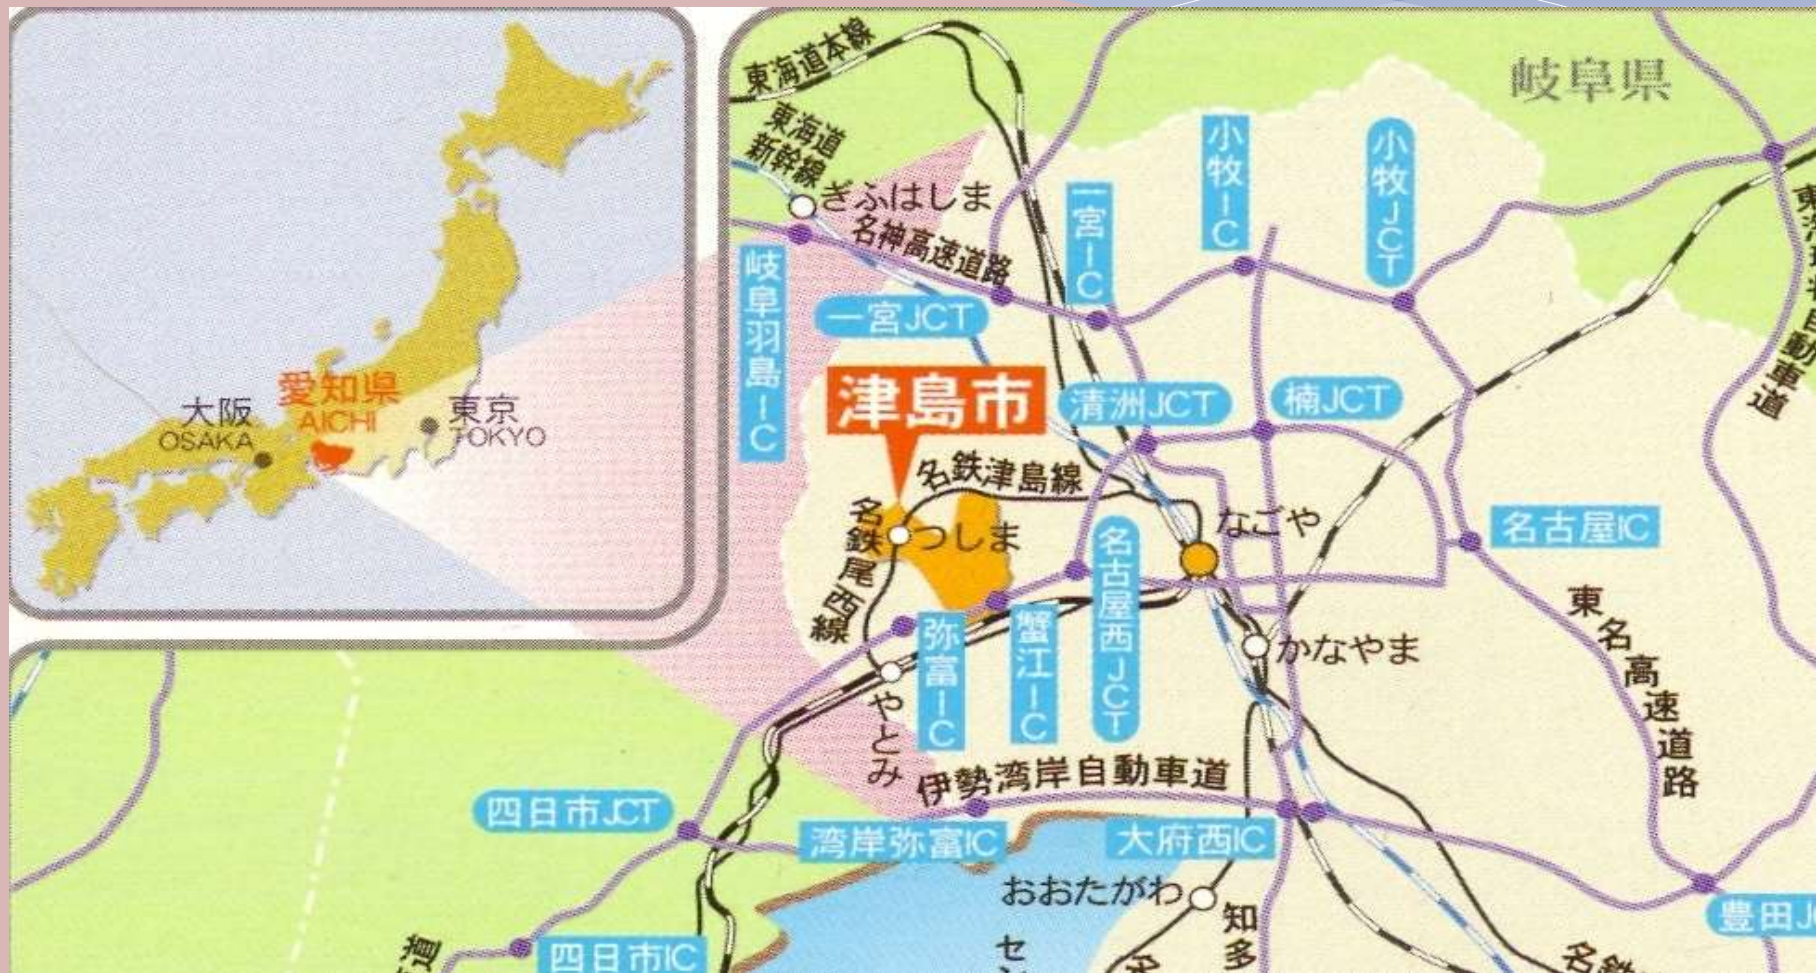 大阪
OSAKA
愛知県
AICHI
東京
TOKYO
東海道本線
東海道
新幹線
ぎふはしま
名神高速道路
岐阜県
岐阜羽島IC
一宮JCT
一宮IC
小牧IC
小牧JCT
津島市
清洲JCT
楠JCT
名鉄津島線
名鉄尾西線
つしま
なごや
名古屋西JCT
名古屋IC
東名高速道路
かなやま
弥富IC
蟹江IC
やとみ
伊勢湾岸自動車道
四日市JCT
湾岸弥富IC
大府西IC
おおたがわ
知多
豊田J
四日市IC
道
セ
名
名鉄
動車道